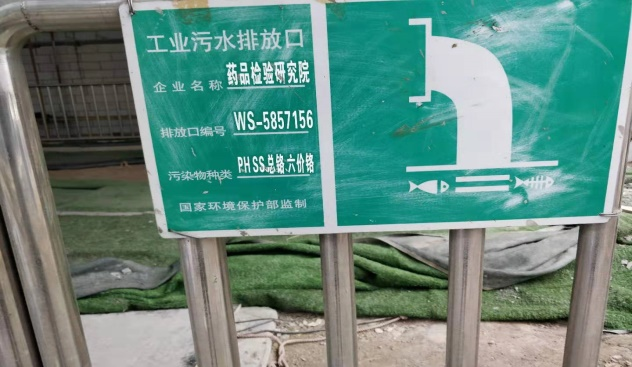 工业污水排放口
企业名称 药品检验研究院
排放口编号 WS-5857156
污染物种类 P.H SS.总铬.六价铬
国家环境保护部监制